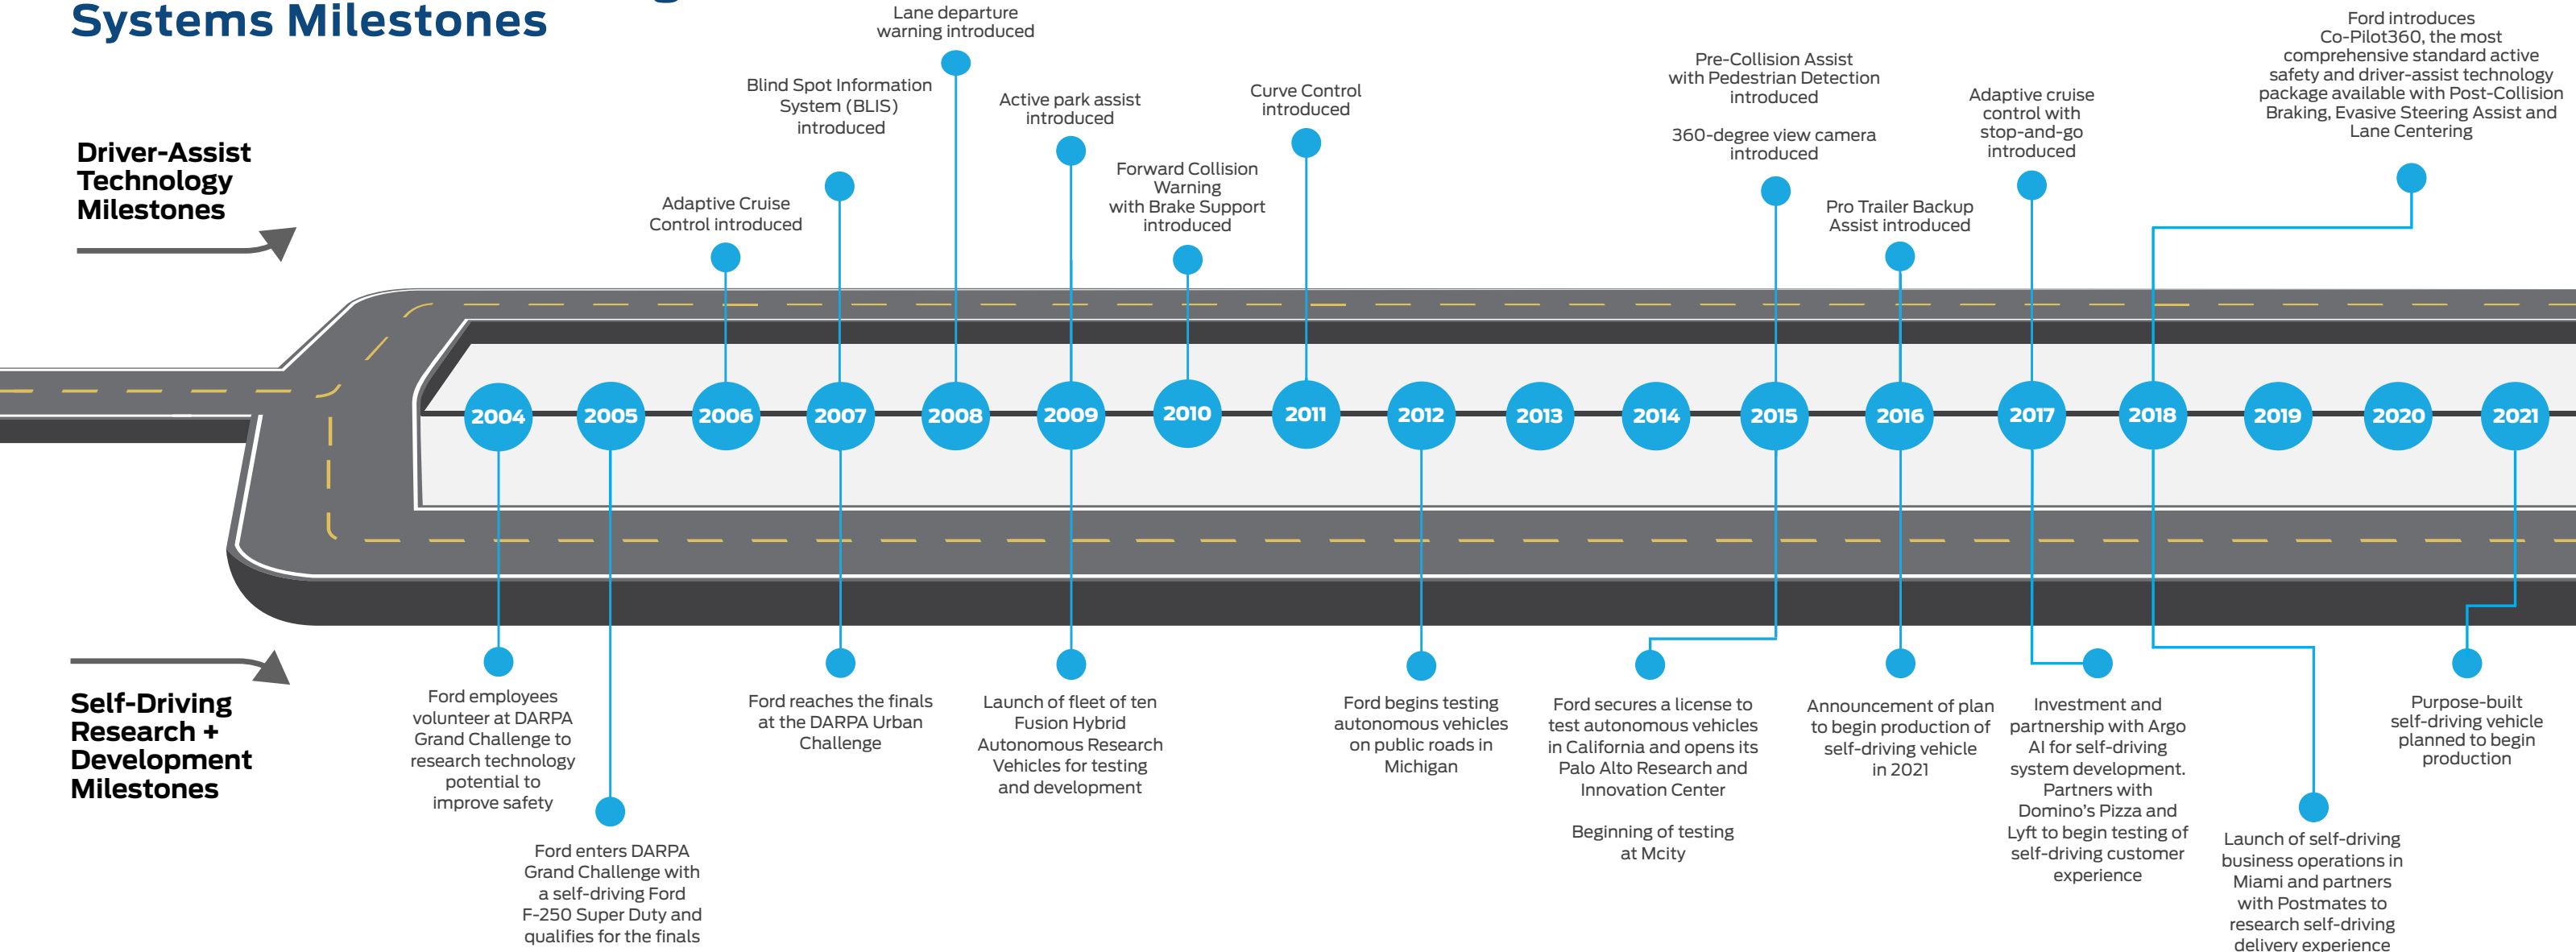 Systems Milestones
Driver-Assist
Technology
Milestones
Adaptive Cruise
Control introduced
Blind Spot Information
System (BLIS)
introduced
Lane departure
warning introduced
Active park assist
introduced
Forward Collision
Warning
with Brake Support
introduced
Curve Control
introduced
Pre-Collision Assist
with Pedestrian Detection
introduced
360-degree view camera
introduced
Pro Trailer Backup
Assist introduced
Adaptive cruise
control with
stop-and-go
introduced
Ford introduces
Co-Pilot360, the most
comprehensive standard active
safety and driver-assist technology
package available with Post-Collision
Braking, Evasive Steering Assist and
Lane Centering
2004
2005
2006
2007
2008
2009
2010
2011
2012
2013
2014
2015
2016
2017
2018
2019
2020
2021
Self-Driving
Research +
Development
Milestones
Ford employees
volunteer at DARPA
Grand Challenge to
research technology
potential to
improve safety
Ford enters DARPA
Grand Challenge with
a self-driving Ford
F-250 Super Duty and
qualifies for the finals
Ford reaches the finals
at the DARPA Urban
Challenge
Launch of fleet of ten
Fusion Hybrid
Autonomous Research
Vehicles for testing
and development
Ford begins testing
autonomous vehicles
on public roads in
Michigan
Ford secures a license to
test autonomous vehicles
in California and opens its
Palo Alto Research and
Innovation Center
Beginning of testing
at Mcity
Announcement of plan
to begin production of
self-driving vehicle
in 2021
Investment and
partnership with Argo
AI for self-driving
system development.
Partners with
Domino’s Pizza and
Lyft to begin testing of
self-driving customer
experience
Launch of self-driving
business operations in
Miami and partners
with Postmates to
research self-driving
delivery experience
Purpose-built
self-driving vehicle
planned to begin
production